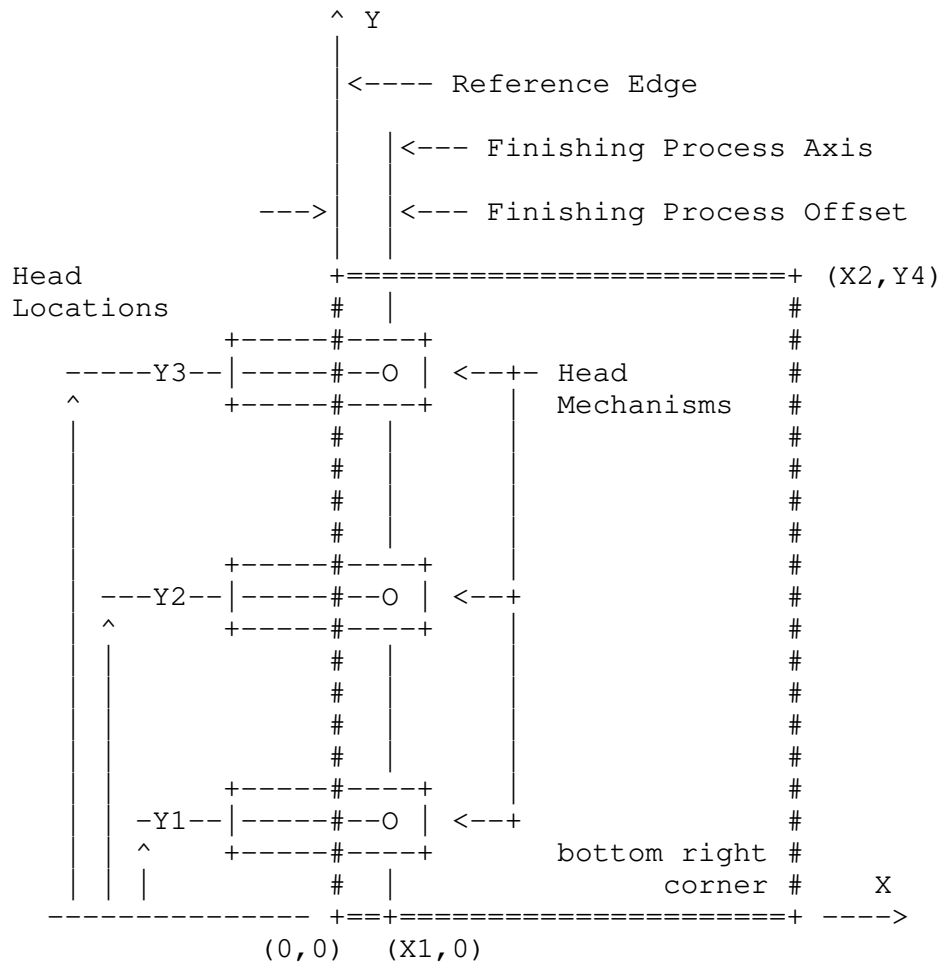 ^ Y
<---- Reference Edge
<--- Finishing Process Axis
---> <--- Finishing Process Offset
Head (X2,Y4)
Locations
-----Y3-- O <--+- Head
Mechanisms
---Y2-- O <--+
-Y1-- O <--+
bottom right
corner X
---->
(0,0) (X1,0)